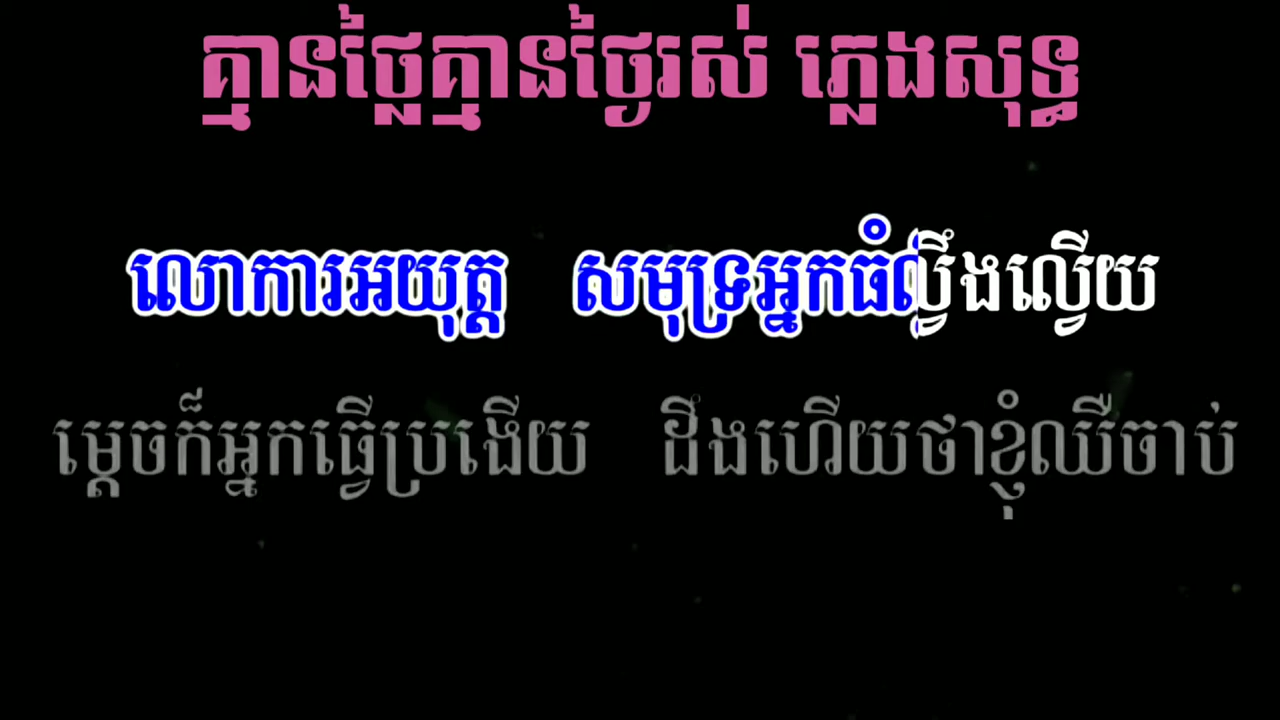 គ្មានថ្លៃគ្មានថ្ងៃរស់ ភ្លេងសុទ្ធ
លោការអយុត្ត សមុទ្រអ្នកធំល្វឹងល្វើយ
ម្ដេចក៏អ្នកធ្វើប្រងើយ ដឹងហើយថាខ្ញុំឈឺចាប់